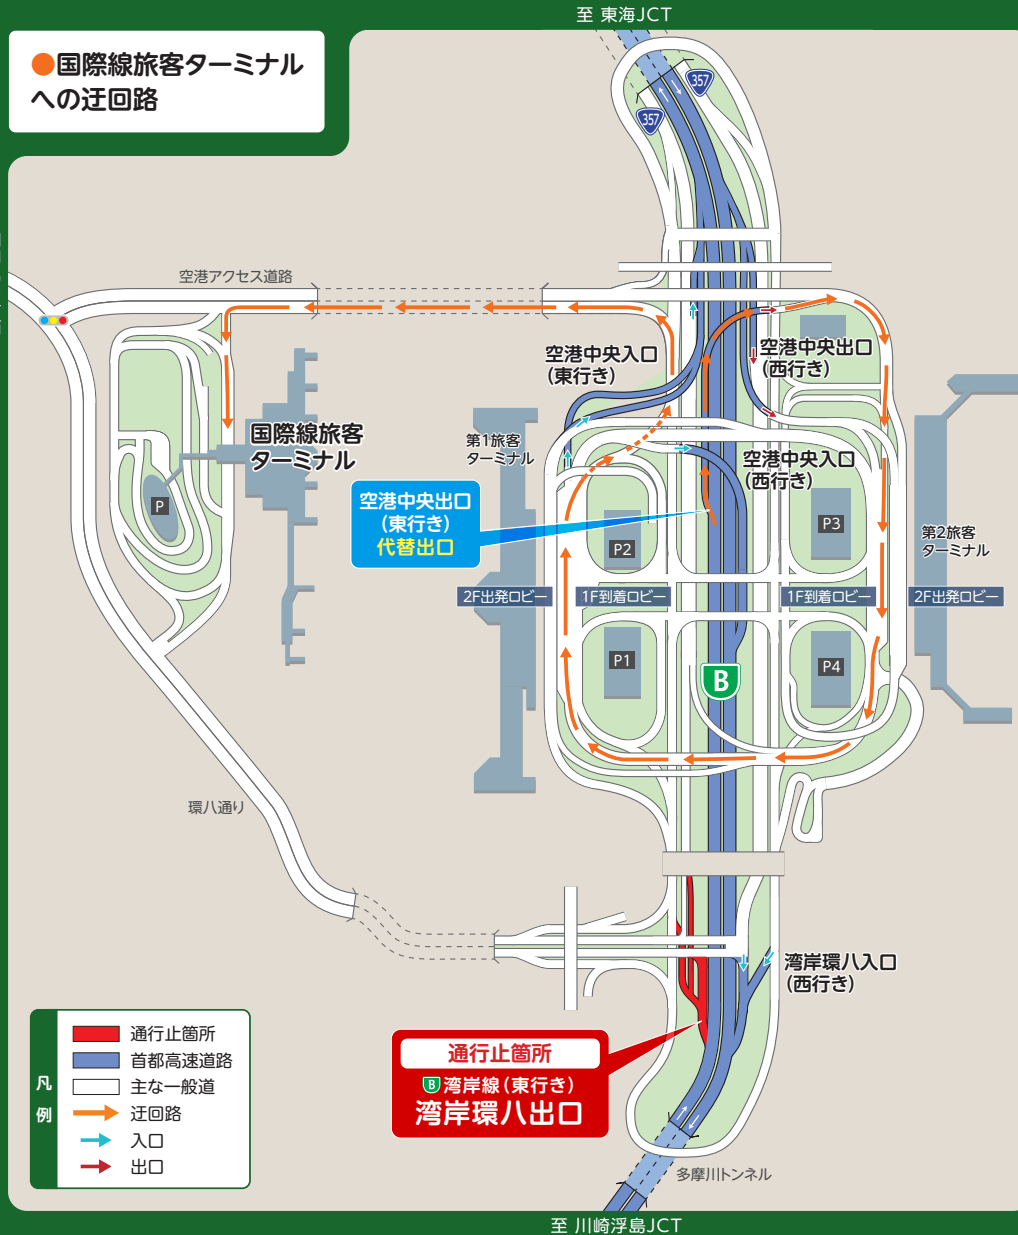 至 東海JCT
●国際線旅客ターミナル
への迂回路
357
357
空港アクセス道路
空港中央入口
(東行き)
空港中央出口
(西行き)
国際線旅客
ターミナル
第1旅客
ターミナル
空港中央入口
(西行き)
空港中央出口
(東行き)
代替出口
P
P2
P3
第2旅客
ターミナル
2F出発ロビー
1F到着ロビー
1F到着ロビー
2F出発ロビー
P1
P4
B
環八通り
湾岸環八入口
(西行き)
通行止箇所
B 湾岸線(東行き)
湾岸環八出口
凡例
通行止箇所
首都高速道路
主な一般道
迂回路
入口
出口
多摩川トンネル
至 川崎浮島JCT